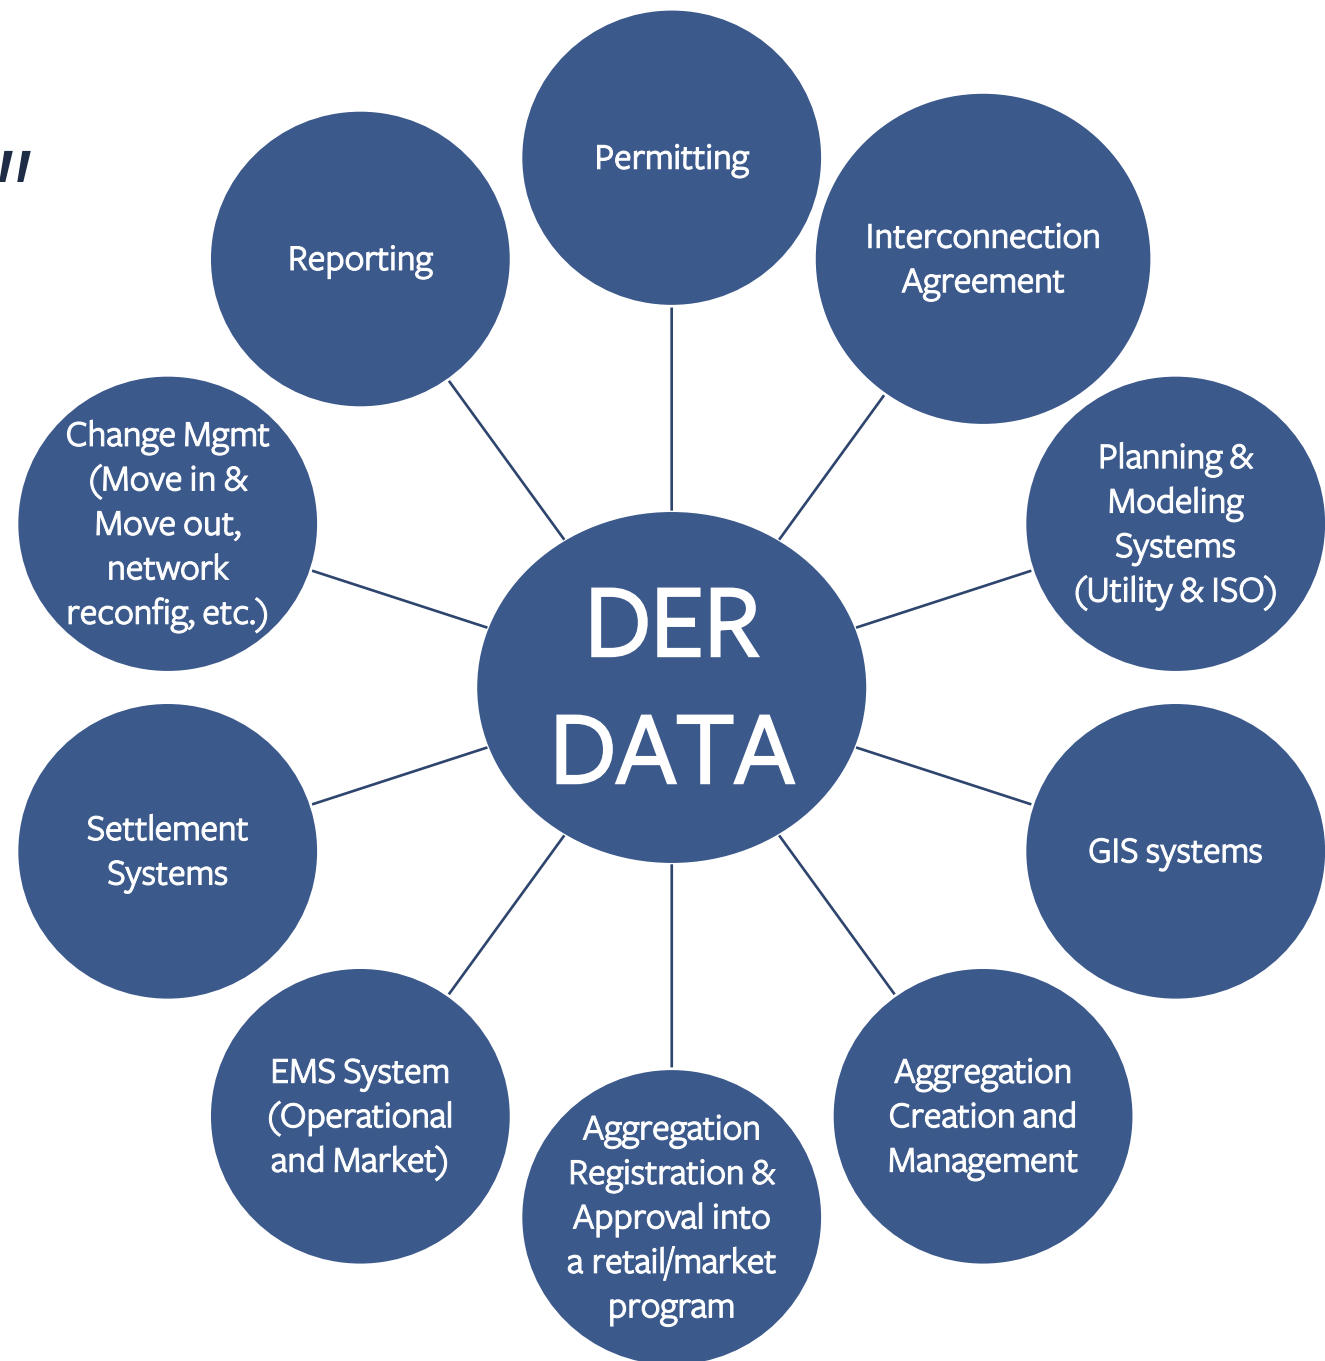 "
Permitting
Interconnection
Agreement
Reporting
Planning &
Modeling
Systems
(Utility & ISO)
Change Mgmt
(Move in &
Move out,
network
reconfig, etc.)
DER
DATA
GIS systems
Settlement
Systems
Aggregation
Creation and
Management
EMS System
(Operational
and Market)
Aggregation
Registration &
Approval into
a retail/market
program